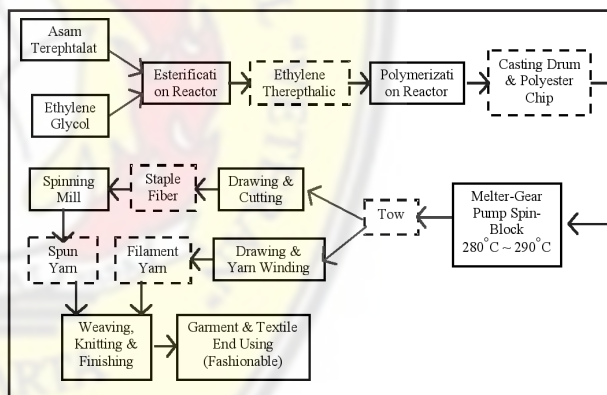 Asam
Terephtalat
Ethylene
Glycol
Esterificati
on Reactor
Ethylene
Therepthalic
Polymerizati
on Reactor
Casting Drum
& Polyester
Chip
Spinning
Mill
Staple
Fiber
Drawing &
Cutting
Tow
Melter-Gear
Pump Spin-
Block
280°C ~ 290°C
Spun
Yarn
Filament
Yarn
Drawing &
Yarn Winding
Weaving,
Knitting &
Finishing
Garment & Textile
End Using
(Fashionable)